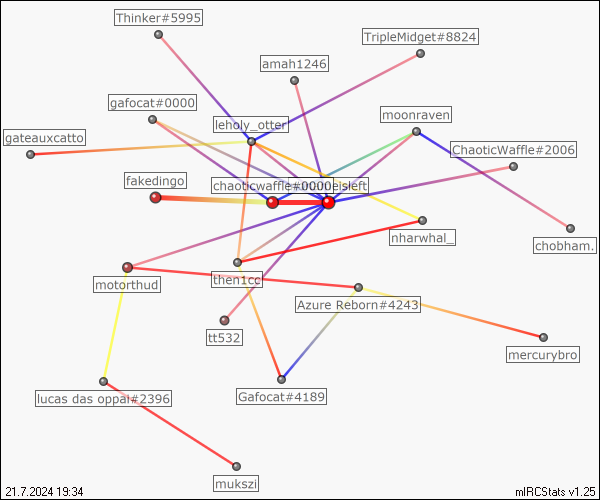 Thinker#5995
TripleMidget#8824
amah1246
gafocat#0000
moonraven
leholy_otter
gateauxcatto
ChaoticWaffle#2006
fakedingo
chaoticwaffle#0000
nharwhal_
chobham.
then1cg
motorthud
Azure Reborn#4243
tt532
mercurybro
lucas das oppai#2396
Gafocat#4189
mukszi
21.7.2024 19:34
mIRCStats v1.25